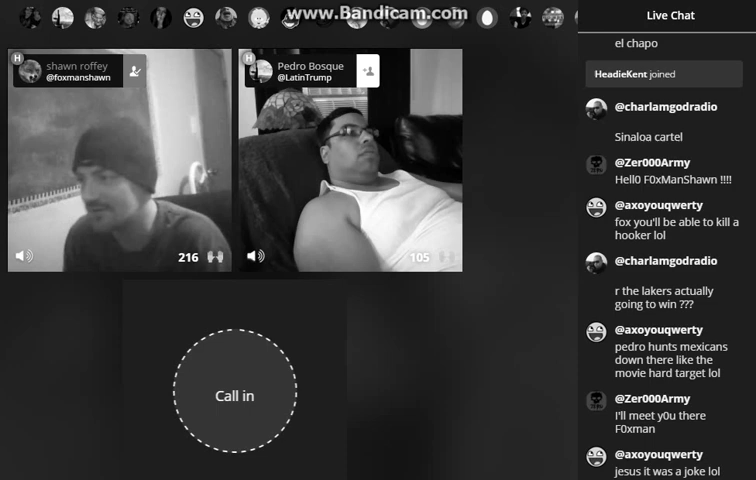 www.Bandicam.com
Live Chat
el chapo
HeadieKent joined
shawn roffey
@foxmanshawn
Pedro Bosque
@LatinTrump
@charlamgodradio
Sinaloa cartel
@Zer000Army
Hell0 F0xManShawn !!!!
@axoyouqwerty
fox you'll be able to kill a
hooker lol
@charlamgodradio
r the lakers actually
going to win ???
@axoyouqwerty
pedro hunts mexicans
down there like the
movie hard target lol
@Zer000Army
I'll meet y0u there
F0xman
@axoyouqwerty
jesus it was a joke lol
H
H
216
105
Call in